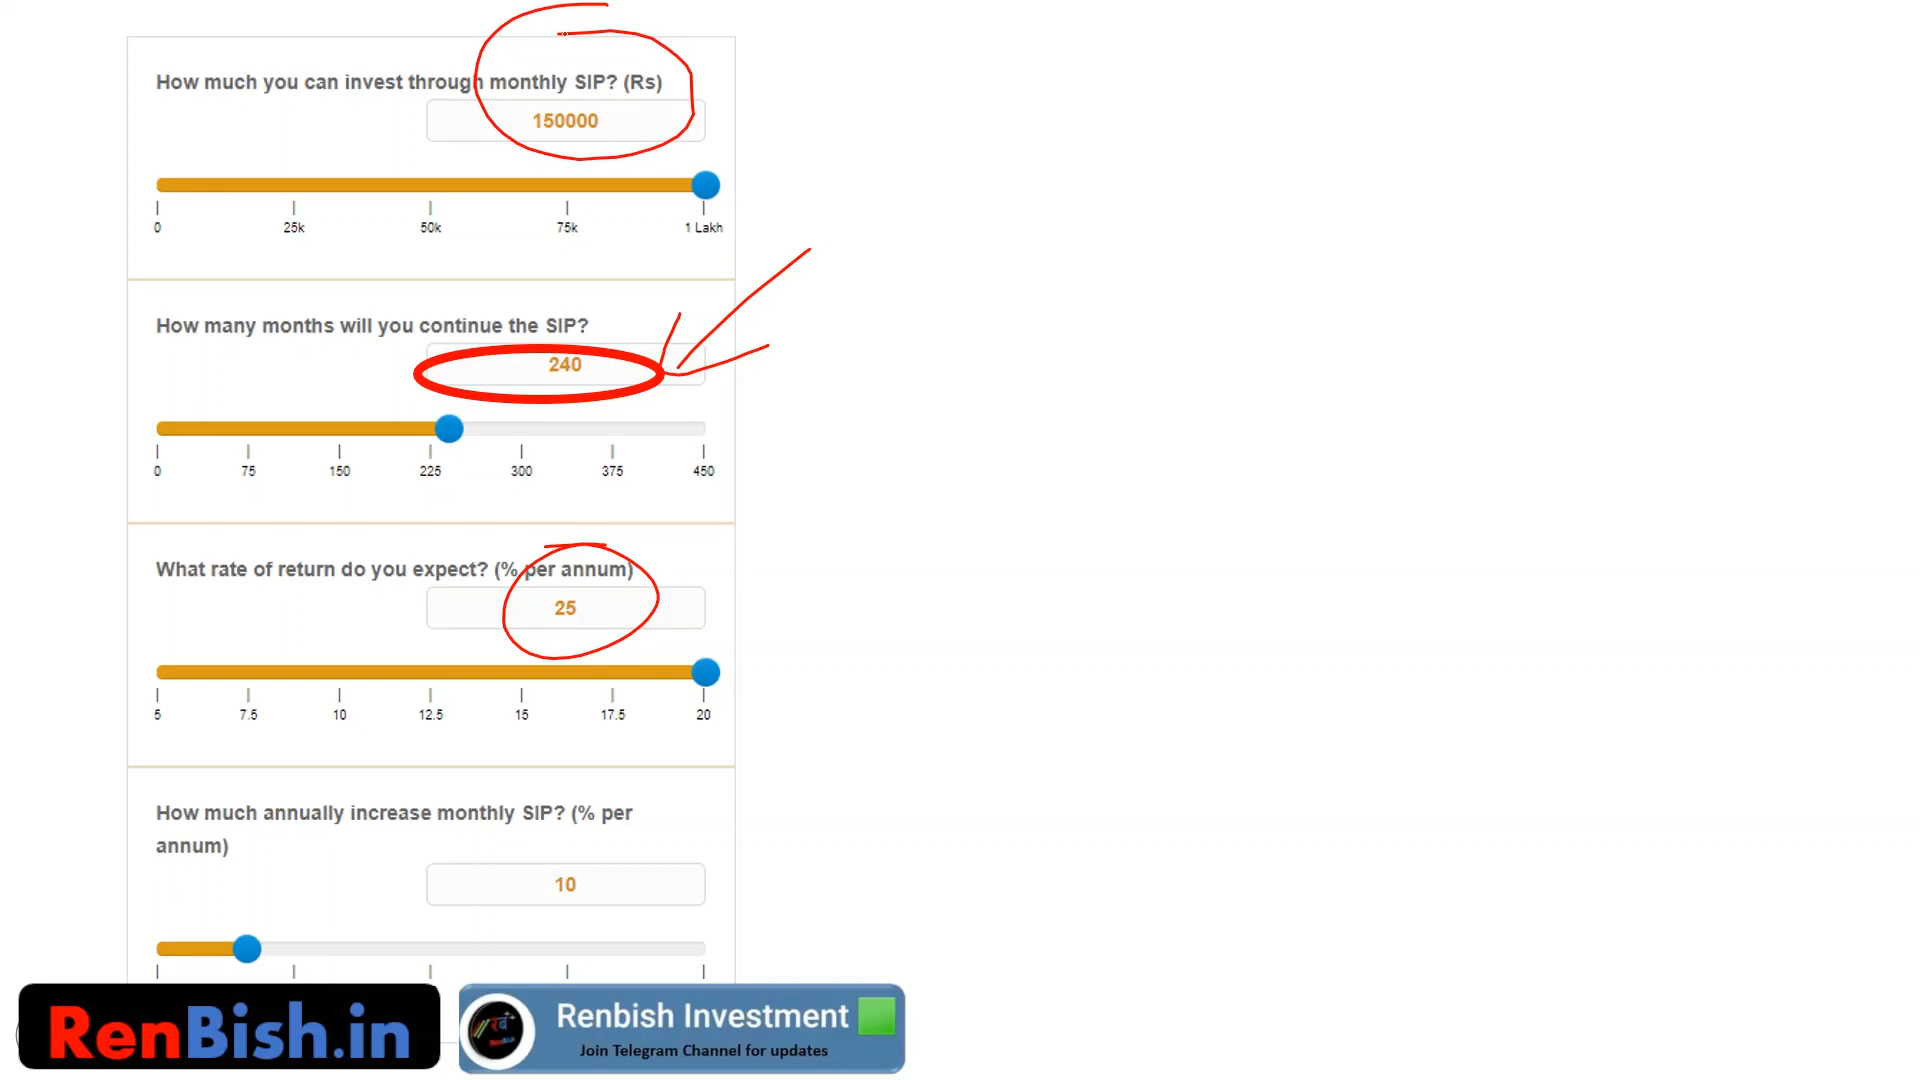 How much you can invest through monthly SIP? (Rs)
150000
0 25k 50k 75k 1 Lakh
How many months will you continue the SIP?
240
0 75 150 225 300 375 450
What rate of return do you expect? (% per annum)
25
5 7.5 10 12.5 15 17.5 20
How much annually increase monthly SIP? (% per
annum)
10
RenBish.in
Renbish Investment
Join Telegram Channel for updates